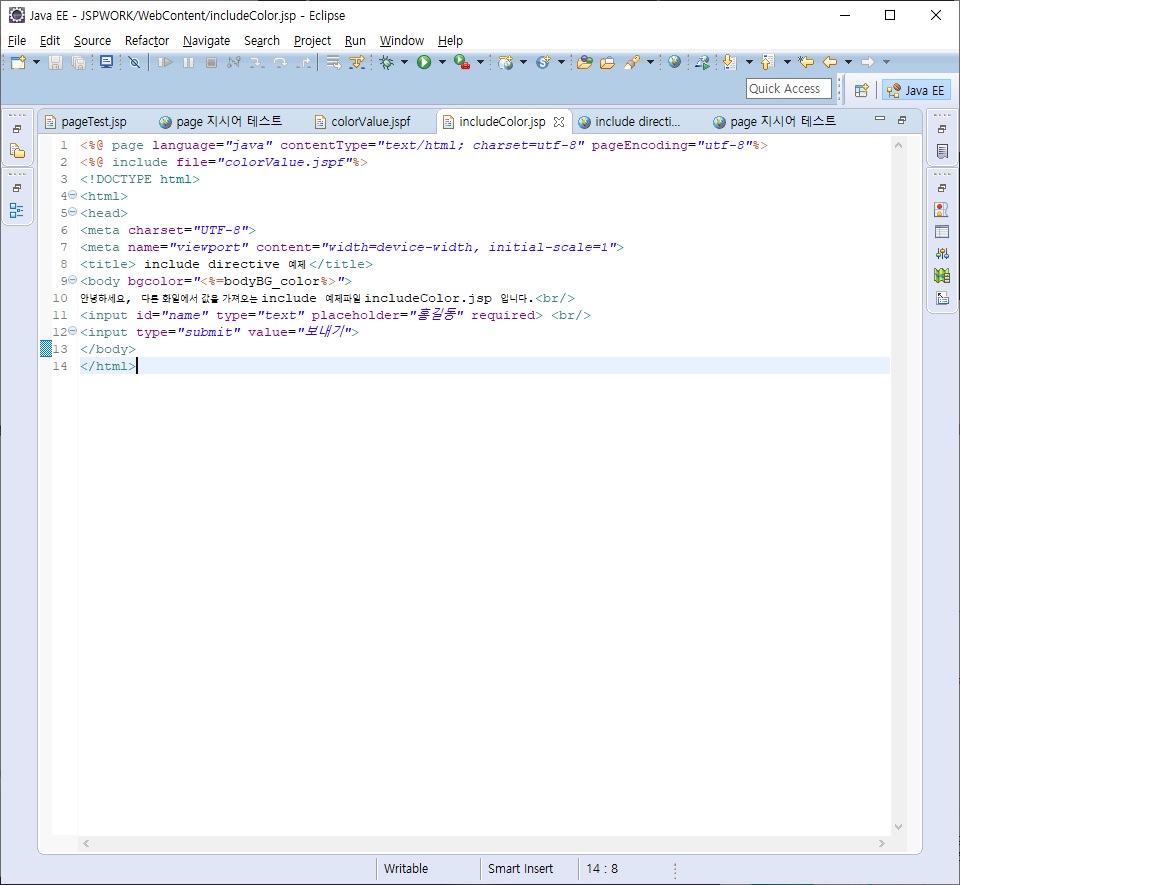 Java EE - JSPWORK/WebContent/includeColor.jsp - Eclipse
File Edit Source Refactor Navigate Search Project Run Window Help
Quick Access
Java EE
pageTest.jsp page 지시어 테스트 colorValue.jspf includeColor.jsp include directi... page 지시어 테스트
1 <%@ page language="java" contentType="text/html; charset=utf-8" pageEncoding="utf-8"%>
2 <%@ include file="colorValue.jspf"%>
3 <!DOCTYPE html>
4 <html>
5 <head>
6 <meta charset="UTF-8">
7 <meta name="viewport" content="width=device-width, initial-scale=1">
8 <title> include directive 예제</title>
9 <body bgcolor="<%=bodyBG_color%>">
10 안녕하세요, 다른 화일에서 값을 가져오는 include 예제파일 includeColor.jsp 입니다.<br/>
11 <input id="name" type="text" placeholder="홍길동" required> <br/>
12 <input type="submit" value="보내기">
13 </body>
14 </html>
Writable Smart Insert 14 : 8